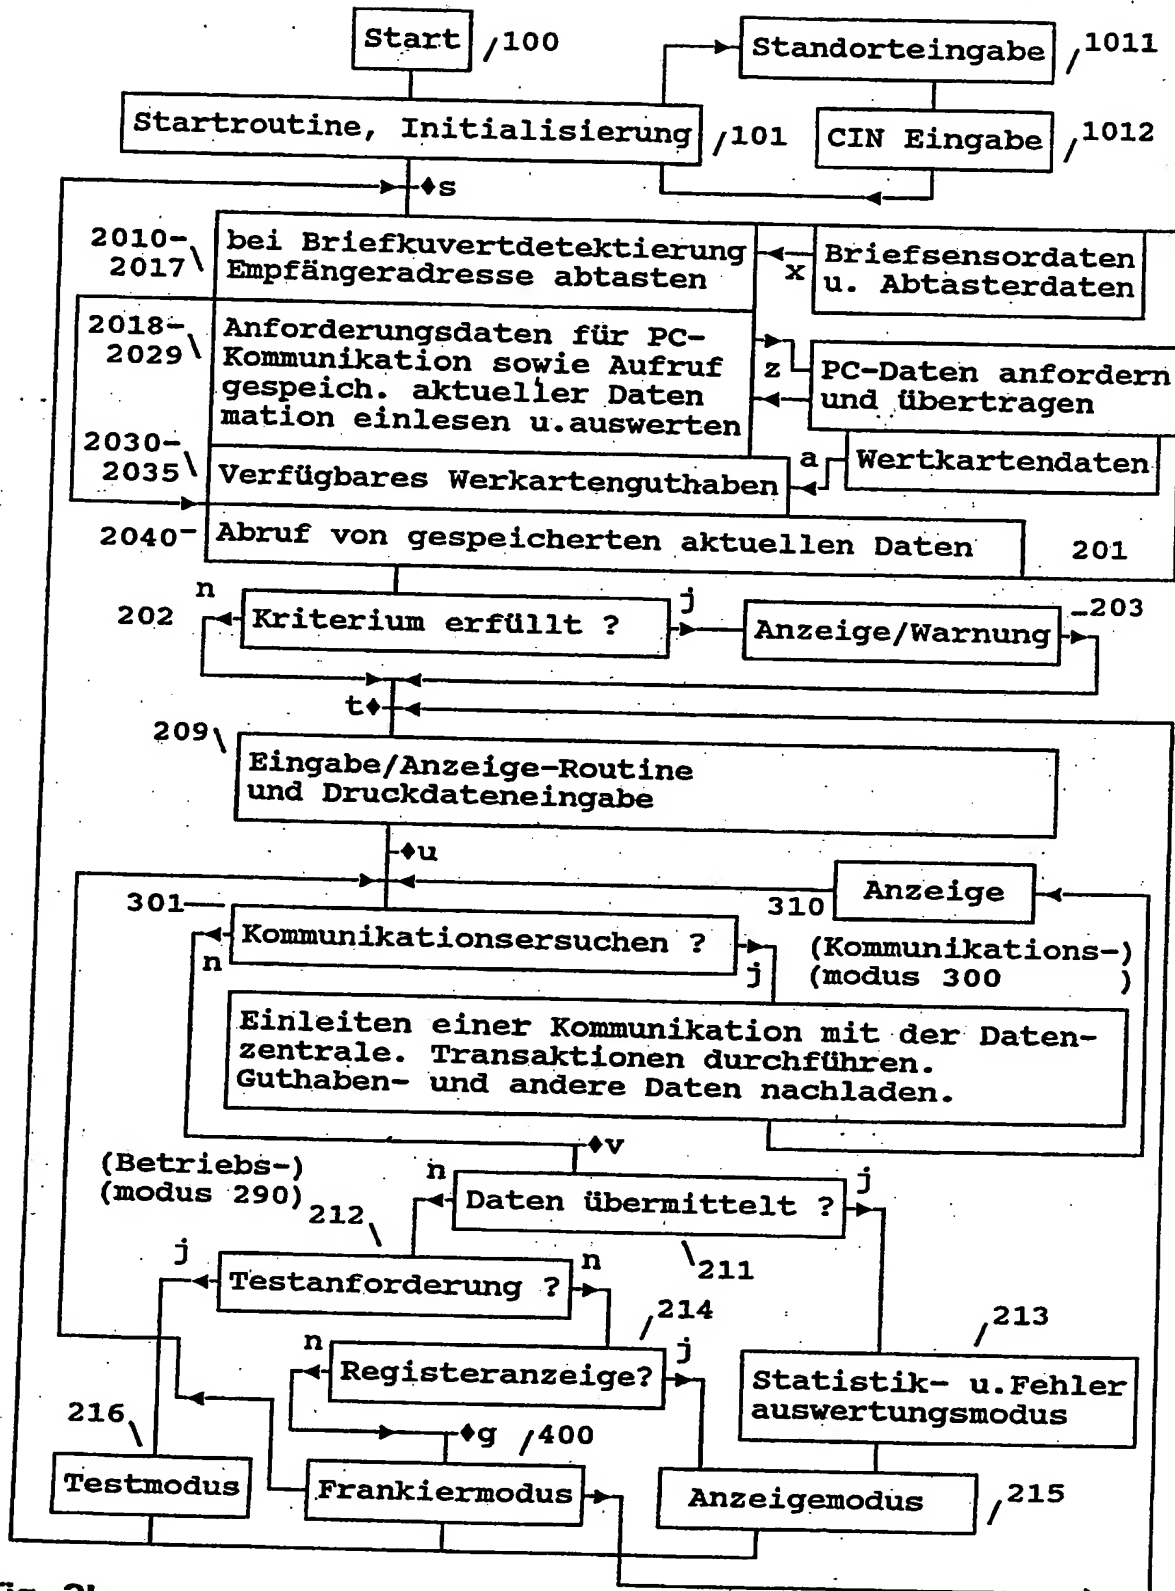 Start /100
Standorteingabe /1011
Startroutine, Initialisierung /101
CIN Eingabe /1012
♦s
2010-
2017
bei Briefkuvertdetektierung
Empfängeradresse abtasten
x
Briefsensordaten
u. Abtasterdaten
2018-
2029
Anforderungsdaten für PC-
Kommunikation sowie Aufruf
gespeich. aktueller Daten
mation einlesen u.auswerten
z
PC-Daten anfordern
und übertragen
2030-
2035
Verfügbares Werkartenguthaben
a
Wertkartendaten
2040-
Abruf von gespeicherten aktuellen Daten
201
n
202
Kriterium erfüllt ?
j
Anzeige/Warnung
203
t♦
209
Eingabe/Anzeige-Routine
und Druckdateneingabe
♦u
301
310
Anzeige
n
Kommunikationsersuchen ?
j
(Kommunikations-)
(modus 300 )
Einleiten einer Kommunikation mit der Daten-
zentrale. Transaktionen durchführen.
Guthaben- und andere Daten nachladen.
♦v
(Betriebs-)
(modus 290)
n
Daten übermittelt ?
j
212
211
j
Testanforderung ?
n
214
213
n
Registeranzeige?
j
Statistik- u.Fehler
auswertungsmodus
216
♦g /400
Testmodus
Frankiermodus
Anzeigemodus
/215